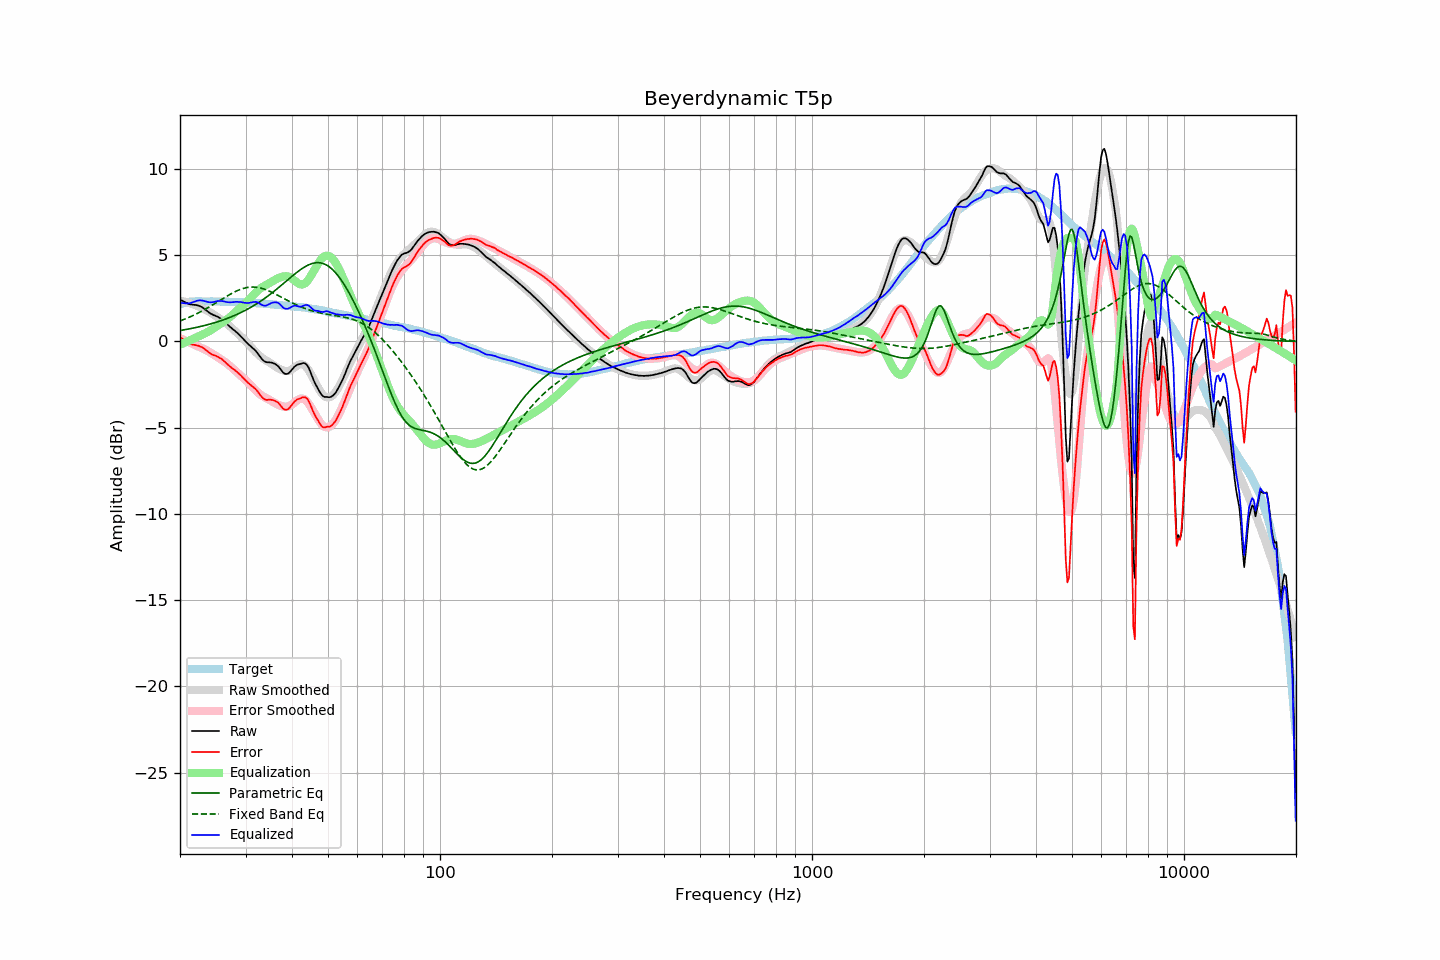 Beyerdynamic T5p
10
5
0
−5
−10
−15
−20
−25
Amplitude (dBr)
Target
Raw Smoothed
Error Smoothed
Raw
Error
Equalization
Parametric Eq
Fixed Band Eq
Equalized
100
1000
10000
Frequency (Hz)